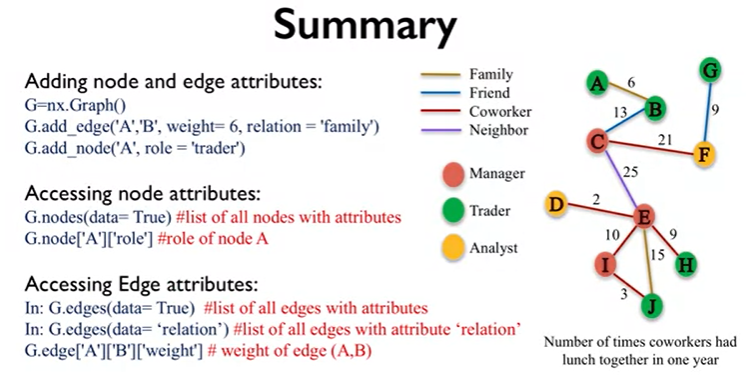 Summary
Adding node and edge attributes:
G=nx.Graph()
G.add_edge('A','B', weight= 6, relation = 'family')
G.add_node('A', role = 'trader')
Accessing node attributes:
G.nodes(data= True) #list of all nodes with attributes
G.node['A']['role'] #role of node A
Accessing Edge attributes:
In: G.edges(data= True)  #list of all edges with attributes
In: G.edges(data= ‘relation’) #list of all edges with attribute ‘relation’
G.edge['A']['B']['weight'] # weight of edge (A,B)
Family
Friend
Coworker
Neighbor
Manager
Trader
Analyst
G
A
6
B
9
13
C
21
F
25
D
2
E
10
9
15
I
H
3
J
Number of times coworkers had
lunch together in one year